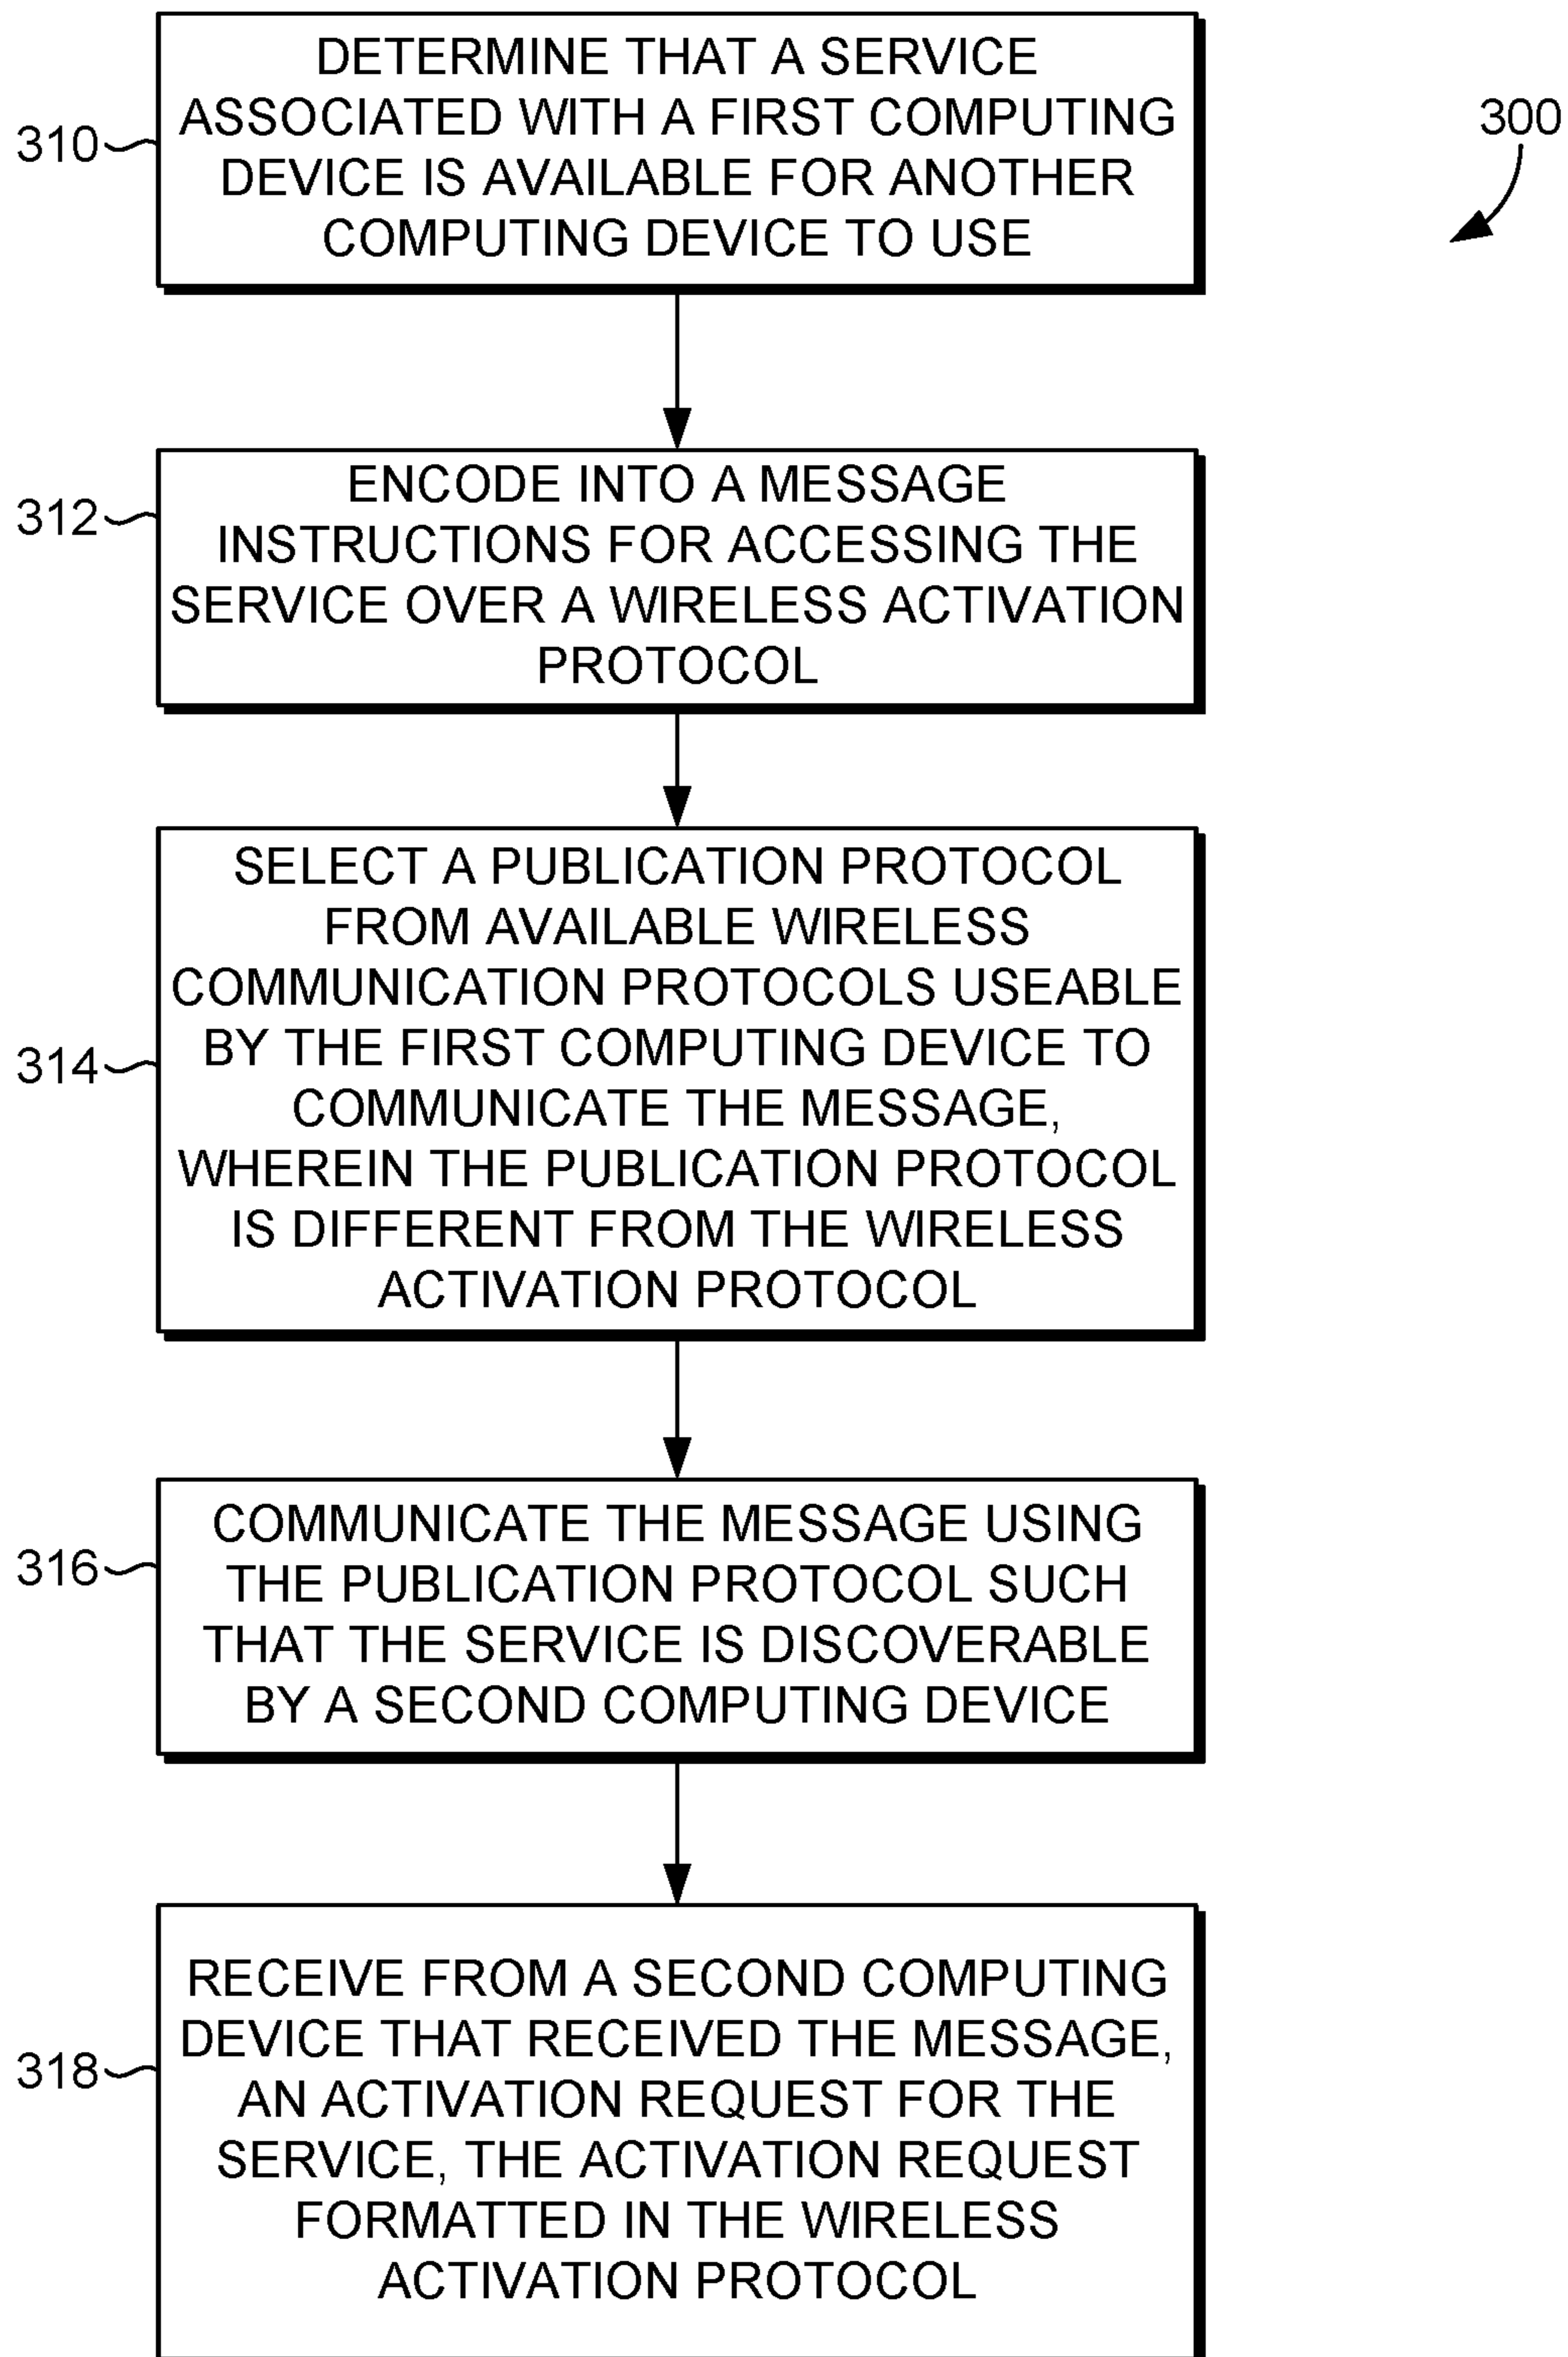 300
310
DETERMINE THAT A SERVICE
ASSOCIATED WITH A FIRST COMPUTING
DEVICE IS AVAILABLE FOR ANOTHER
COMPUTING DEVICE TO USE
312
ENCODE INTO A MESSAGE
INSTRUCTIONS FOR ACCESSING THE
SERVICE OVER A WIRELESS ACTIVATION
PROTOCOL
314
SELECT A PUBLICATION PROTOCOL
FROM AVAILABLE WIRELESS
COMMUNICATION PROTOCOLS USEABLE
BY THE FIRST COMPUTING DEVICE TO
COMMUNICATE THE MESSAGE,
WHEREIN THE PUBLICATION PROTOCOL
IS DIFFERENT FROM THE WIRELESS
ACTIVATION PROTOCOL
316
COMMUNICATE THE MESSAGE USING
THE PUBLICATION PROTOCOL SUCH
THAT THE SERVICE IS DISCOVERABLE
BY A SECOND COMPUTING DEVICE
318
RECEIVE FROM A SECOND COMPUTING
DEVICE THAT RECEIVED THE MESSAGE,
AN ACTIVATION REQUEST FOR THE
SERVICE, THE ACTIVATION REQUEST
FORMATTED IN THE WIRELESS
ACTIVATION PROTOCOL